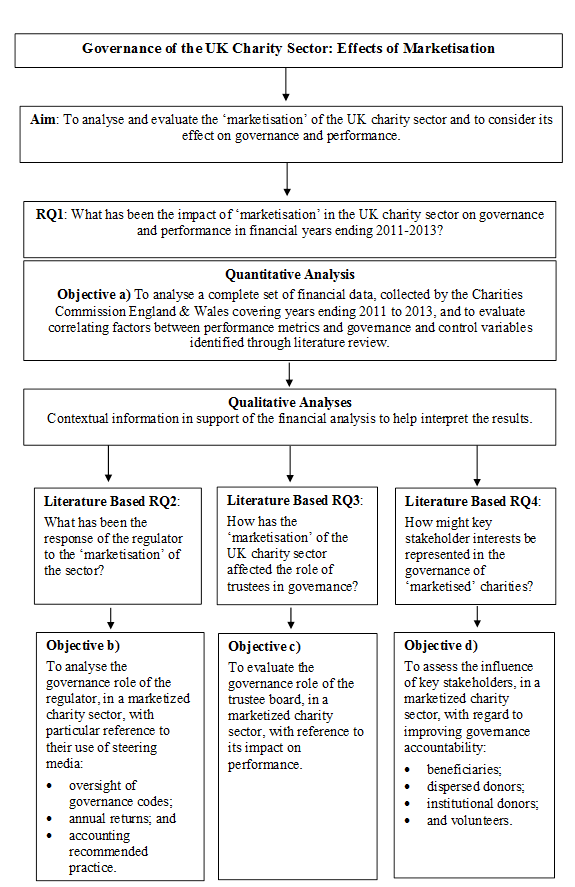 Governance of the UK Charity Sector: Effects of Marketisation
Aim: To analyse and evaluate the ‘marketisation’ of the UK charity sector and to consider its
effect on governance and performance.
RQ1: What has been the impact of ‘marketisation’ in the UK charity sector on governance
and performance in financial years ending 2011-2013?
Quantitative Analysis
Objective a) To analyse a complete set of financial data, collected by the Charities
Commission England & Wales covering years ending 2011 to 2013, and to evaluate
correlating factors between performance metrics and governance and control variables
identified through literature review.
Qualitative Analyses
Contextual information in support of the financial analysis to help interpret the results.
Literature Based RQ2:
What has been the
response of the regulator
to the ‘marketisation’ of
the sector?
Literature Based RQ3:
How has the
‘marketisation’ of the
UK charity sector
affected the role of
trustees in governance?
Literature Based RQ4:
How might key
stakeholder interests be
represented in the
governance of
‘marketised’ charities?
Objective b)
To analyse the
governance role of the
regulator, in a marketized
charity sector, with
particular reference to
their use of steering
media:
• oversight of
governance codes;
• annual returns; and
• accounting
recommended
practice.
Objective c)
To evaluate the
governance role of the
trustee board, in a
marketized charity
sector, with reference to
its impact on
performance.
Objective d)
To assess the influence
of key stakeholders, in a
marketized charity
sector, with regard to
improving governance
accountability:
• beneficiaries;
• dispersed donors;
• institutional donors;
• and volunteers.